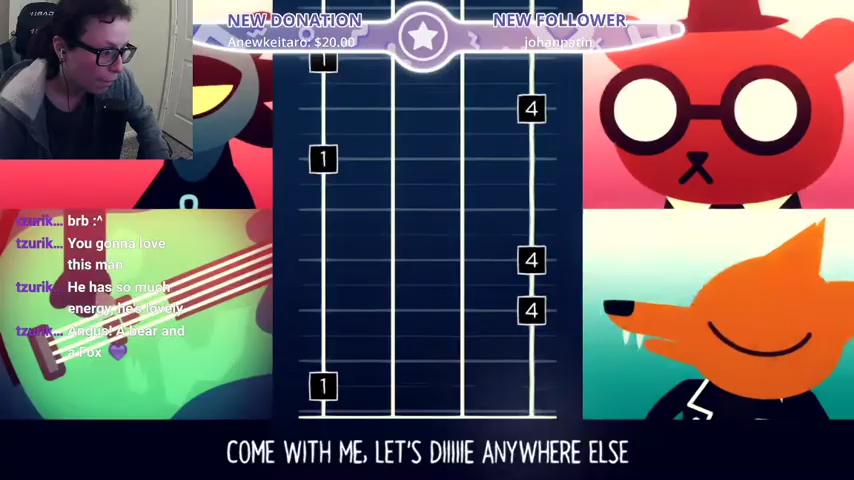 NEW DONATION
Anewkeitaro: $20.00
NEW FOLLOWER
johanpatin
1
4
1
4
4
1
tzurik... brb :^
tzurik... You gonna love
this man
tzurik... He has so much
energy, he's lovely
tzurik... Angus! A bear and
a Fox
COME WITH ME, LET'S DIIIIIE ANYWHERE ELSE